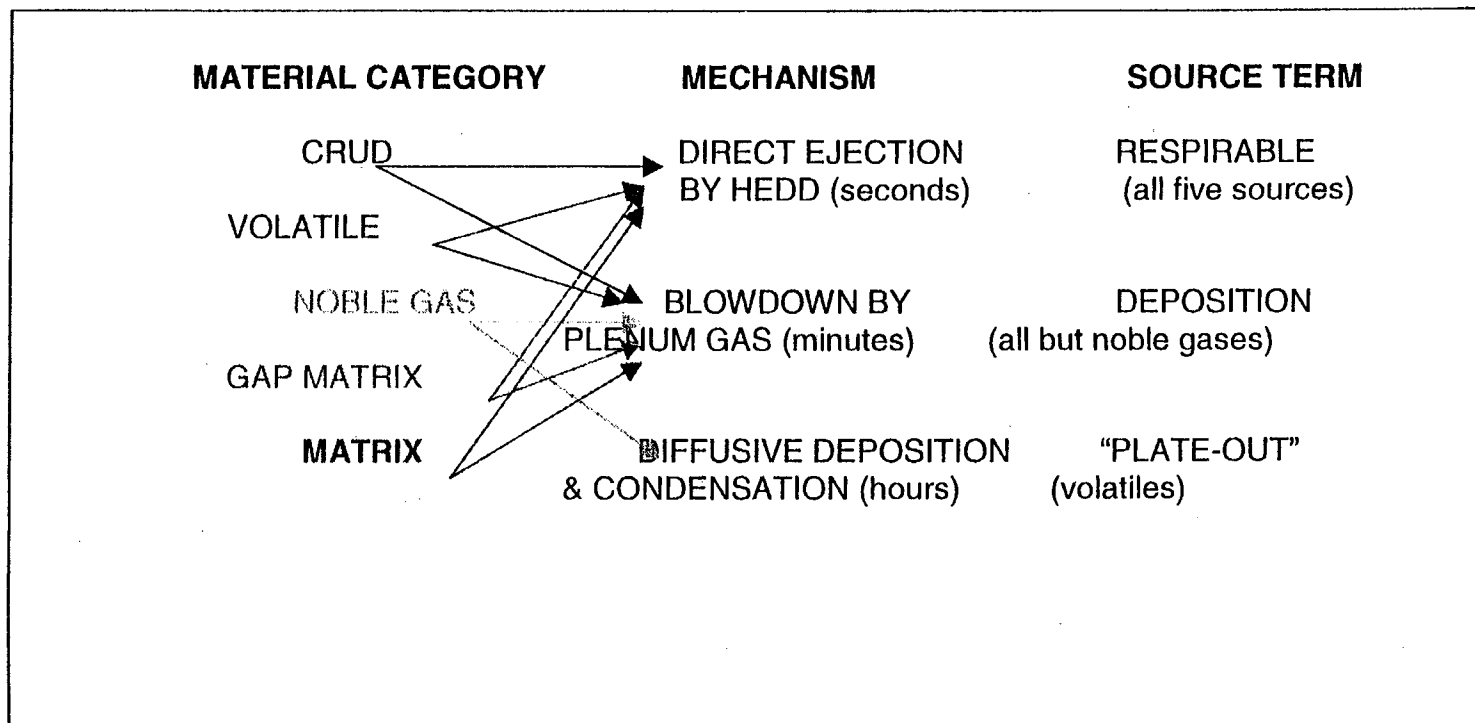 MATERIAL CATEGORY MECHANISM SOURCE TERM
CRUD DIRECT EJECTION RESPIRABLE
BY HEDD (seconds) (all five sources)
VOLATILE
NOBLE GAS BLOWDOWN BY DEPOSITION
PLENUM GAS (minutes) (all but noble gases)
GAP MATRIX
MATRIX DIFFUSIVE DEPOSITION "PLATE-OUT"
& CONDENSATION (hours) (volatiles)